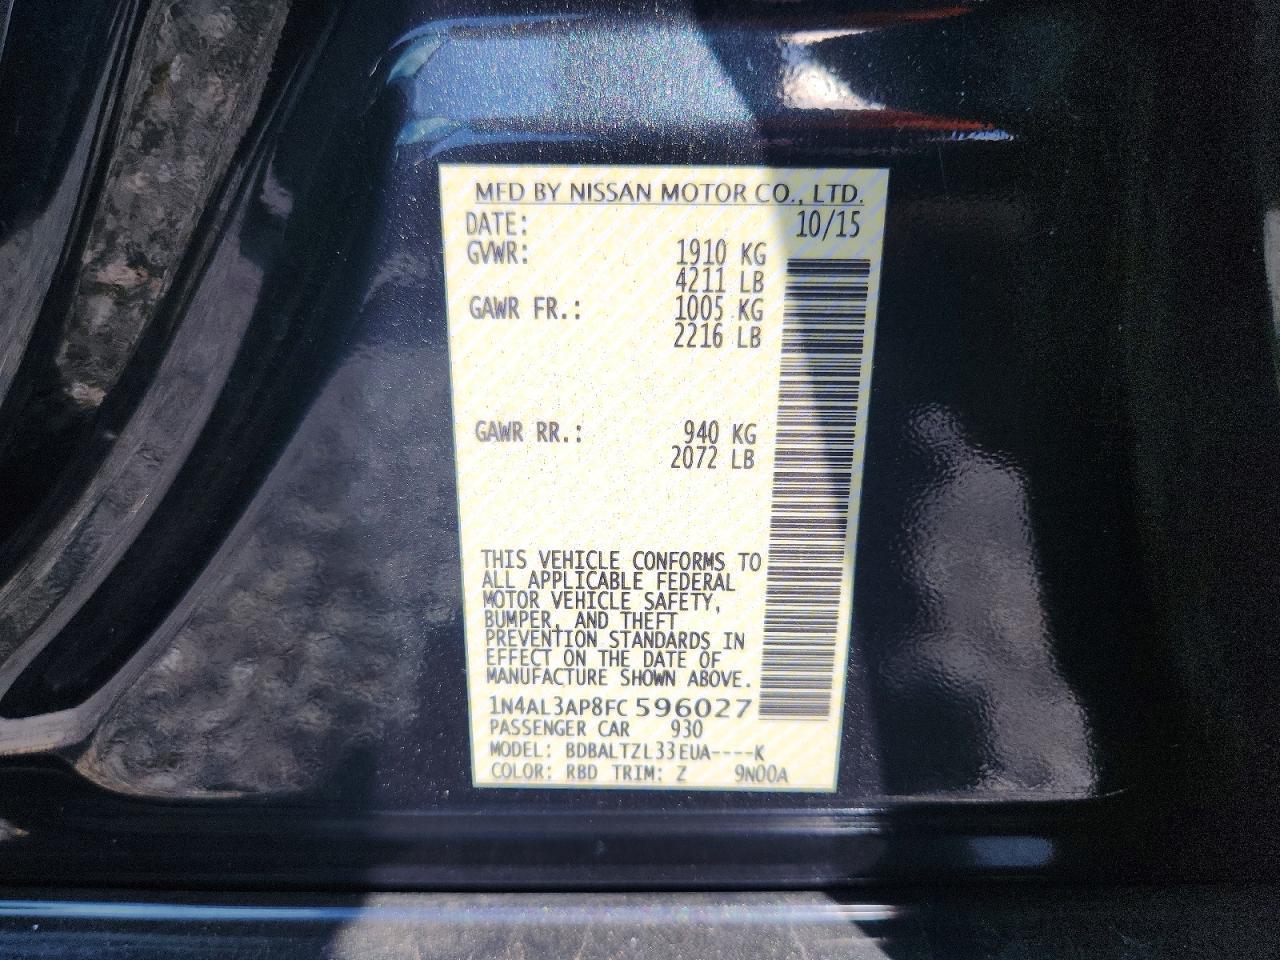 MFD BY NISSAN MOTOR CO., LTD.
DATE: 10/15
GVWR: 1910 KG
4211 LB
GAWR FR.: 1005 KG
2216 LB
GAWR RR.: 940 KG
2072 LB
THIS VEHICLE CONFORMS TO
ALL APPLICABLE FEDERAL
MOTOR VEHICLE SAFETY,
BUMPER, AND THEFT
PREVENTION STANDARDS IN
EFFECT ON THE DATE OF
MANUFACTURE SHOWN ABOVE.
1N4AL3AP8FC596027
PASSENGER CAR 930
MODEL: BDBALTZL33EUA----K
COLOR: RBD TRIM: Z 9N00A